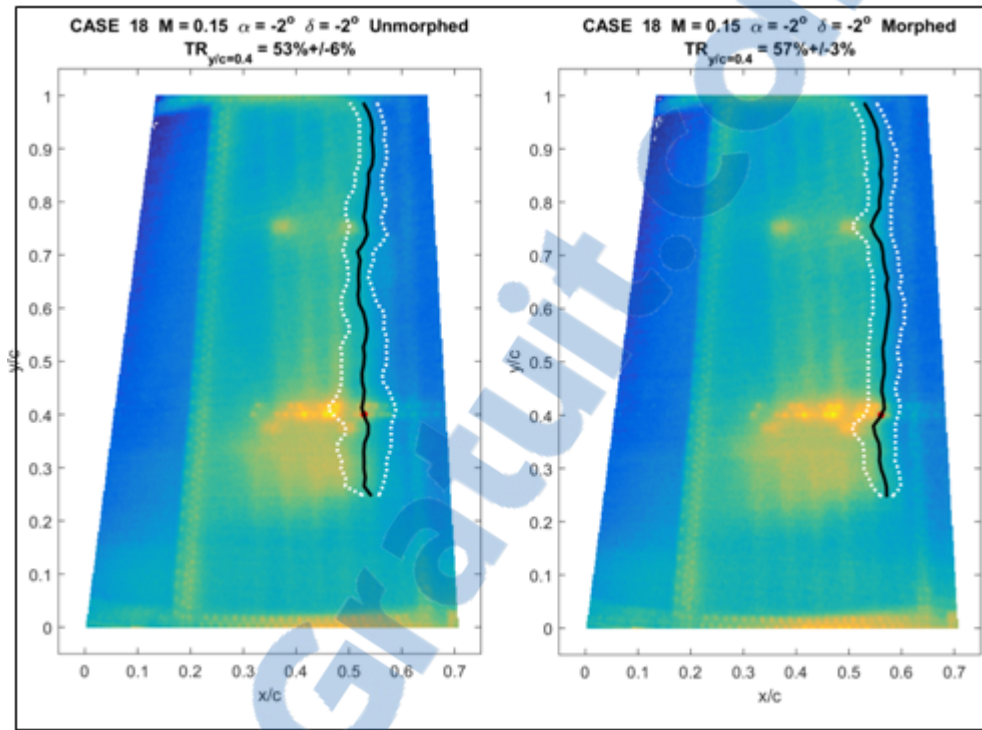 CASE 18 M = 0.15 α = -2° δ = -2° Unmorphed
TR y/c=0.4 = 53%+/-6%
1
0.9
0.8
0.7
0.6
0.5
0.4
0.3
0.2
0.1
0
y/c
0 0.1 0.2 0.3 0.4 0.5 0.6 0.7
x/c
CASE 18 M = 0.15 α = -2° δ = -2° Morphed
TR y/c=0.4 = 57%+/-3%
1
0.9
0.8
0.7
0.6
0.5
0.4
0.3
0.2
0.1
0
y/c
0 0.1 0.2 0.3 0.4 0.5 0.6 0.7
x/c
Gratuit.con